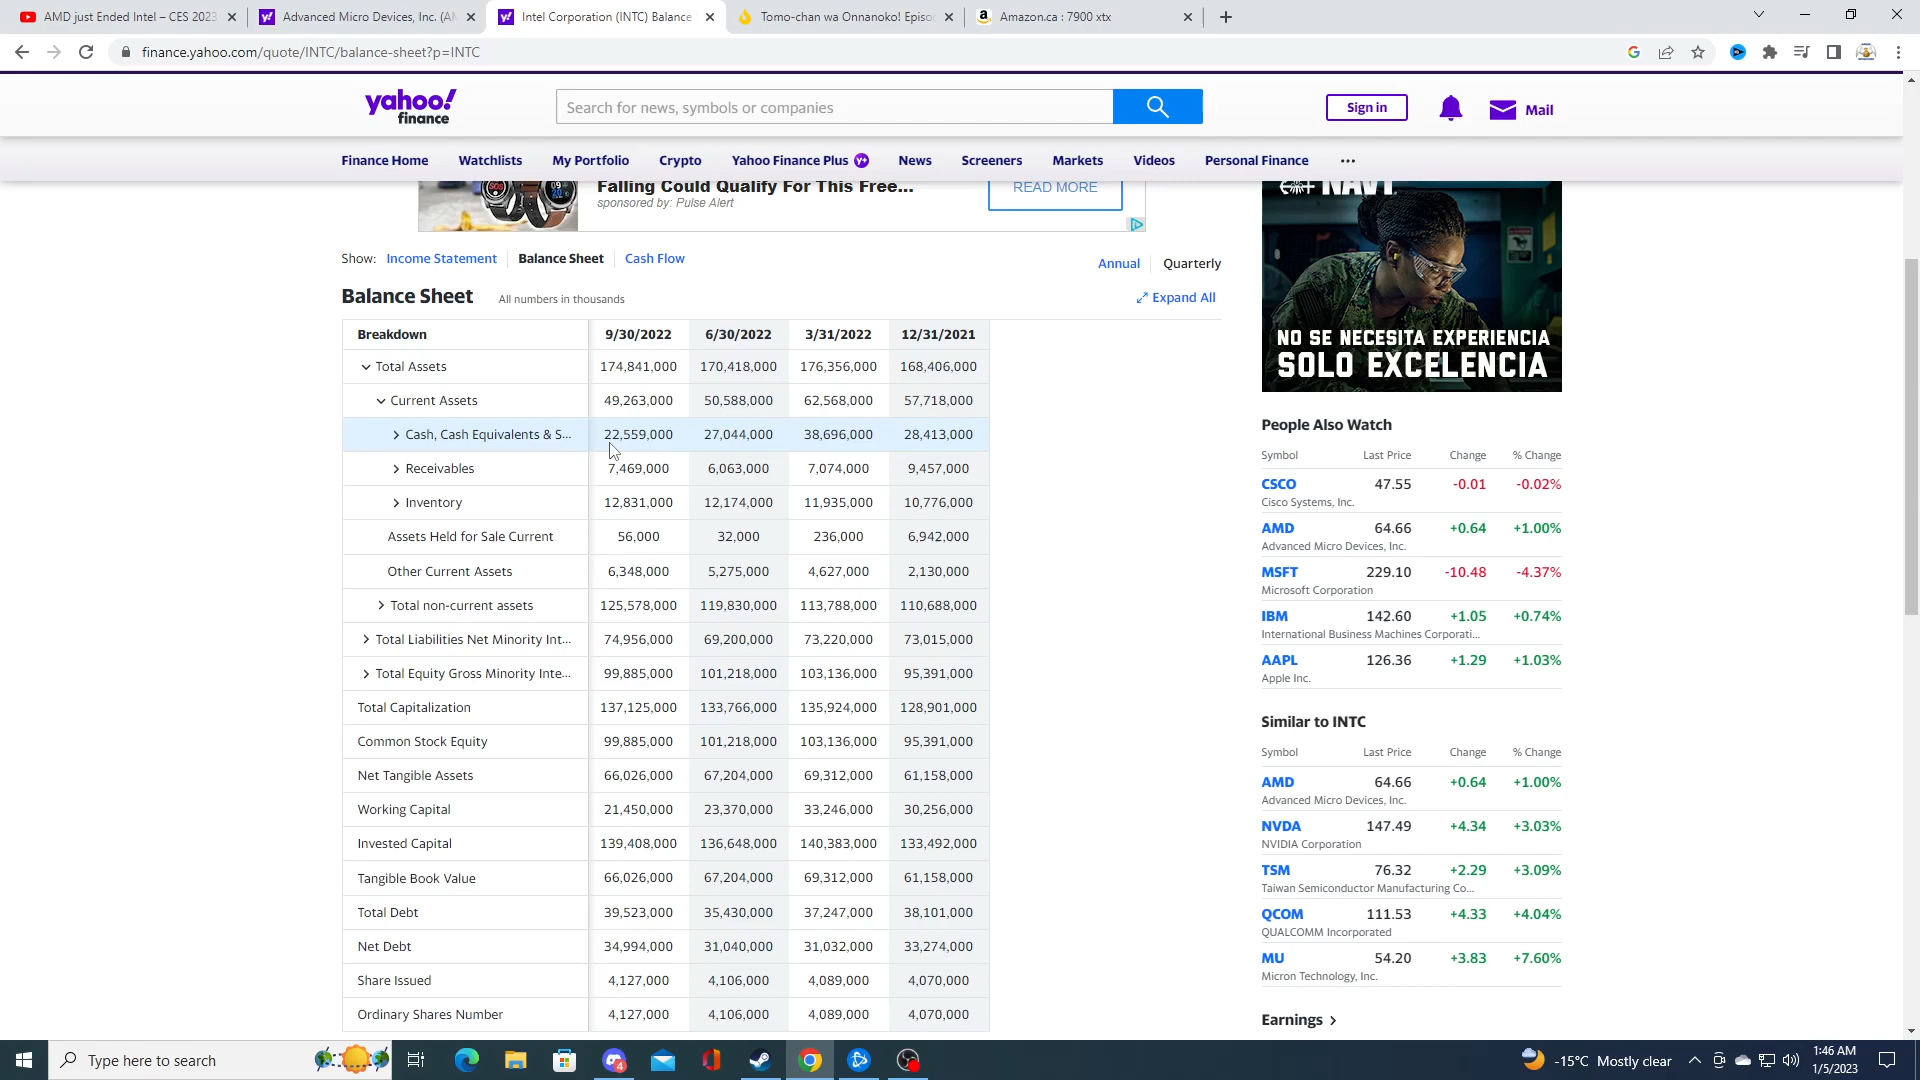 AMD just Ended Intel – CES 2023
Advanced Micro Devices, Inc. (AM
Intel Corporation (INTC) Balance
Tomo-chan wa Onnanoko! Episo
Amazon.ca : 7900 xtx
finance.yahoo.com/quote/INTC/balance-sheet?p=INTC
yahoo!
finance
Search for news, symbols or companies
Sign in
Mail
Finance Home Watchlists My Portfolio Crypto Yahoo Finance Plus News Screeners Markets Videos Personal Finance ...
Falling Could Qualify For This Free...
sponsored by: Pulse Alert
READ MORE
SOS
NAVY
NO SE NECESITA EXPERIENCIA
SOLO EXCELENCIA
Show: Income Statement Balance Sheet Cash Flow
Annual Quarterly
Balance Sheet All numbers in thousands
Expand All
Breakdown 9/30/2022 6/30/2022 3/31/2022 12/31/2021
Total Assets 174,841,000 170,418,000 176,356,000 168,406,000
Current Assets 49,263,000 50,588,000 62,568,000 57,718,000
Cash, Cash Equivalents & S... 22,559,000 27,044,000 38,696,000 28,413,000
Receivables 7,469,000 6,063,000 7,074,000 9,457,000
Inventory 12,831,000 12,174,000 11,935,000 10,776,000
Assets Held for Sale Current 56,000 32,000 236,000 6,942,000
Other Current Assets 6,348,000 5,275,000 4,627,000 2,130,000
Total non-current assets 125,578,000 119,830,000 113,788,000 110,688,000
Total Liabilities Net Minority Int... 74,956,000 69,200,000 73,220,000 73,015,000
Total Equity Gross Minority Inte... 99,885,000 101,218,000 103,136,000 95,391,000
Total Capitalization 137,125,000 133,766,000 135,924,000 128,901,000
Common Stock Equity 99,885,000 101,218,000 103,136,000 95,391,000
Net Tangible Assets 66,026,000 67,204,000 69,312,000 61,158,000
Working Capital 21,450,000 23,370,000 33,246,000 30,256,000
Invested Capital 139,408,000 136,648,000 140,383,000 133,492,000
Tangible Book Value 66,026,000 67,204,000 69,312,000 61,158,000
Total Debt 39,523,000 35,430,000 37,247,000 38,101,000
Net Debt 34,994,000 31,040,000 31,032,000 33,274,000
Share Issued 4,127,000 4,106,000 4,089,000 4,070,000
Ordinary Shares Number 4,127,000 4,106,000 4,089,000 4,070,000
People Also Watch
Symbol Last Price Change % Change
CSCO 47.55 -0.01 -0.02%
Cisco Systems, Inc.
AMD 64.66 +0.64 +1.00%
Advanced Micro Devices, Inc.
MSFT 229.10 -10.48 -4.37%
Microsoft Corporation
IBM 142.60 +1.05 +0.74%
International Business Machines Corporati...
AAPL 126.36 +1.29 +1.03%
Apple Inc.
Similar to INTC
Symbol Last Price Change % Change
AMD 64.66 +0.64 +1.00%
Advanced Micro Devices, Inc.
NVDA 147.49 +4.34 +3.03%
NVIDIA Corporation
TSM 76.32 +2.29 +3.09%
Taiwan Semiconductor Manufacturing Co...
QCOM 111.53 +4.33 +4.04%
QUALCOMM Incorporated
MU 54.20 +3.83 +7.60%
Micron Technology, Inc.
Earnings
Type here to search
4
-15°C Mostly clear
1:46 AM
1/5/2023